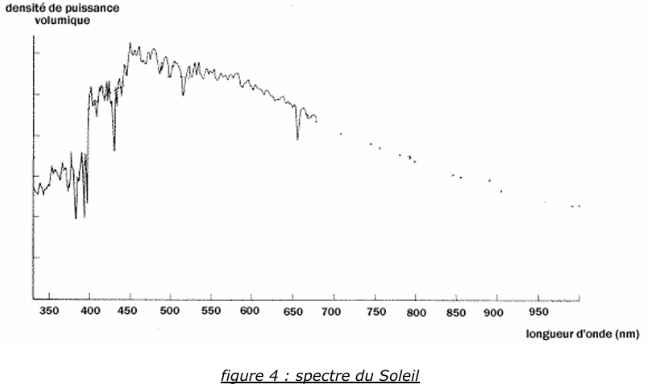 densité de puissance
volumique
350 400 450 500 550 600 650 700 750 800 850 900 950
longueur d'onde (nm)
figure 4 : spectre du Soleil